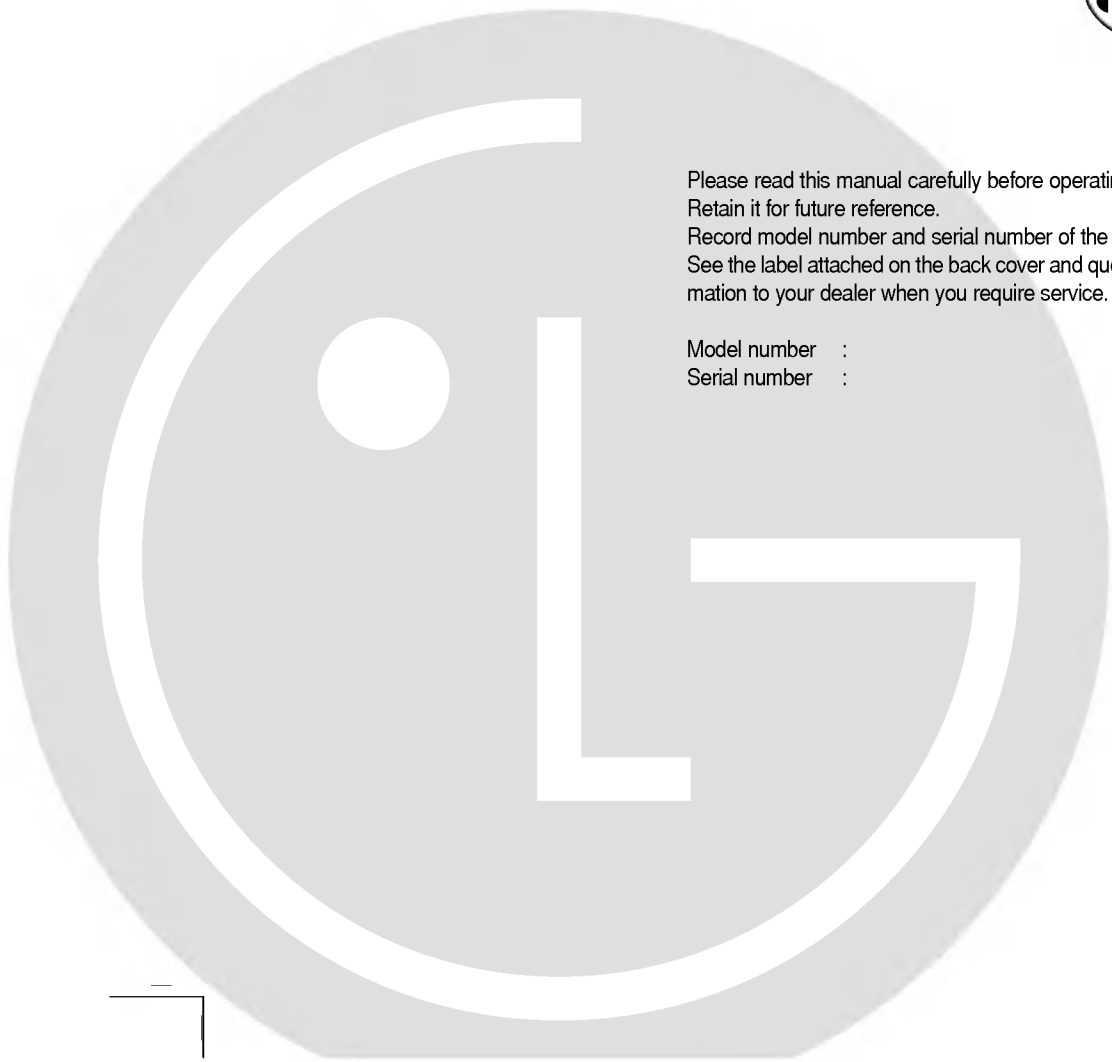 Please read this manual carefully before operating
Retain it for future reference.
Record model number and serial number of the
See the label attached on the back cover and
mation to your dealer when you require service.
Model number :
Serial number :
LG